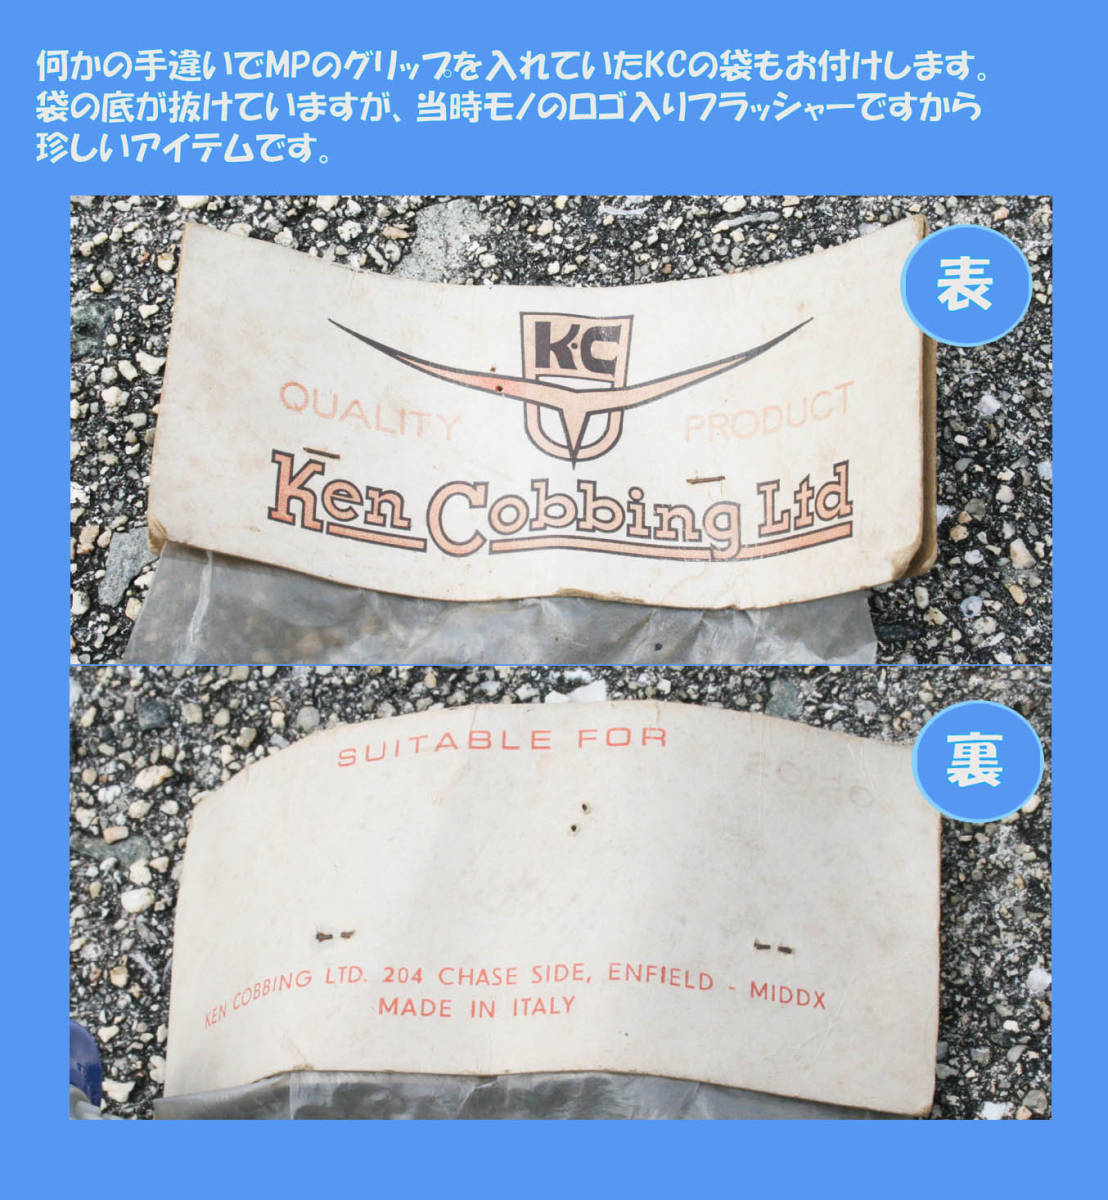 何かの手違いでMPのグリップを入れていたKCの袋もお付けします。
袋の底が抜けていますが、当時モノのロゴ入りフラッシャーですから
珍しいアイテムです。
表
K·C
QUALITY PRODUCT
Ken Cobbing Ltd
裏
SUITABLE FOR
KEN COBBING LTD. 204 CHASE SIDE, ENFIELD - MIDDX
MADE IN ITALY